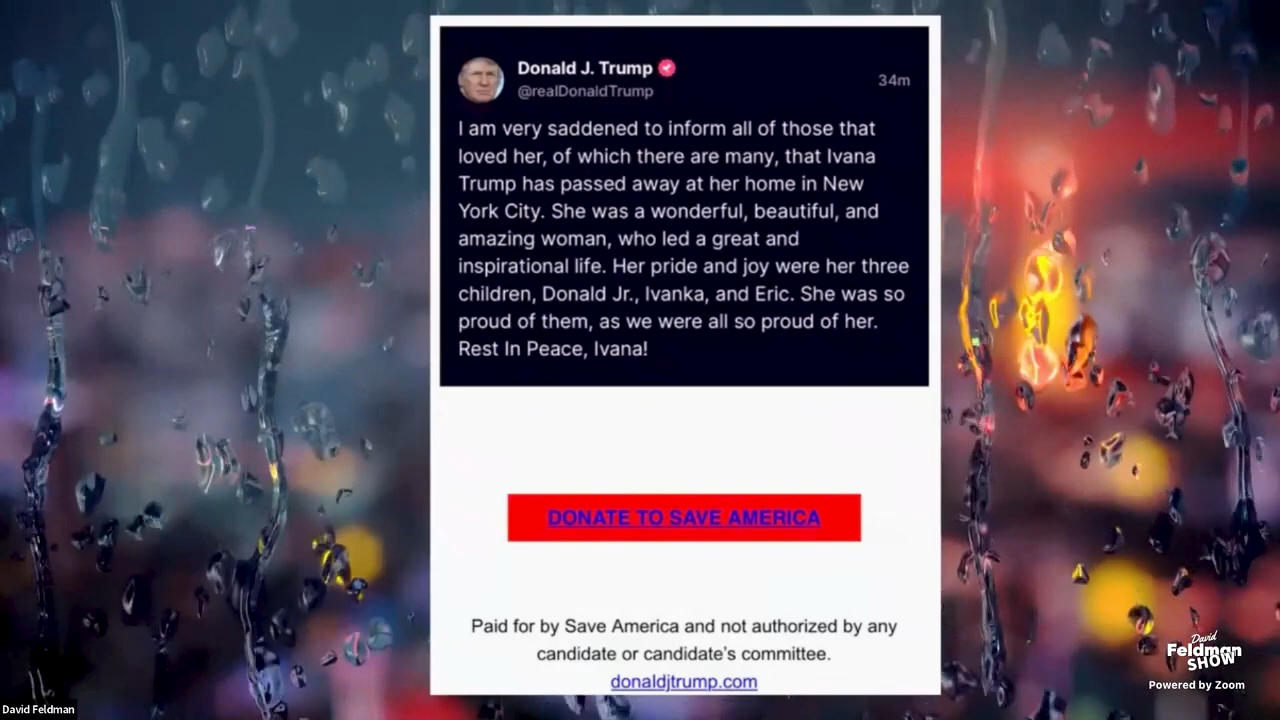 Donald J. Trump
@realDonaldTrump
34m
I am very saddened to inform all of those that
loved her, of which there are many, that Ivana
Trump has passed away at her home in New
York City. She was a wonderful, beautiful, and
amazing woman, who led a great and
inspirational life. Her pride and joy were her three
children, Donald Jr., Ivanka, and Eric. She was so
proud of them, as we were all so proud of her.
Rest In Peace, Ivana!
DONATE TO SAVE AMERICA
Paid for by Save America and not authorized by any
candidate or candidate's committee.
donaldjtrump.com
David
Feldman
SHOW
Powered by Zoom
David Feldman